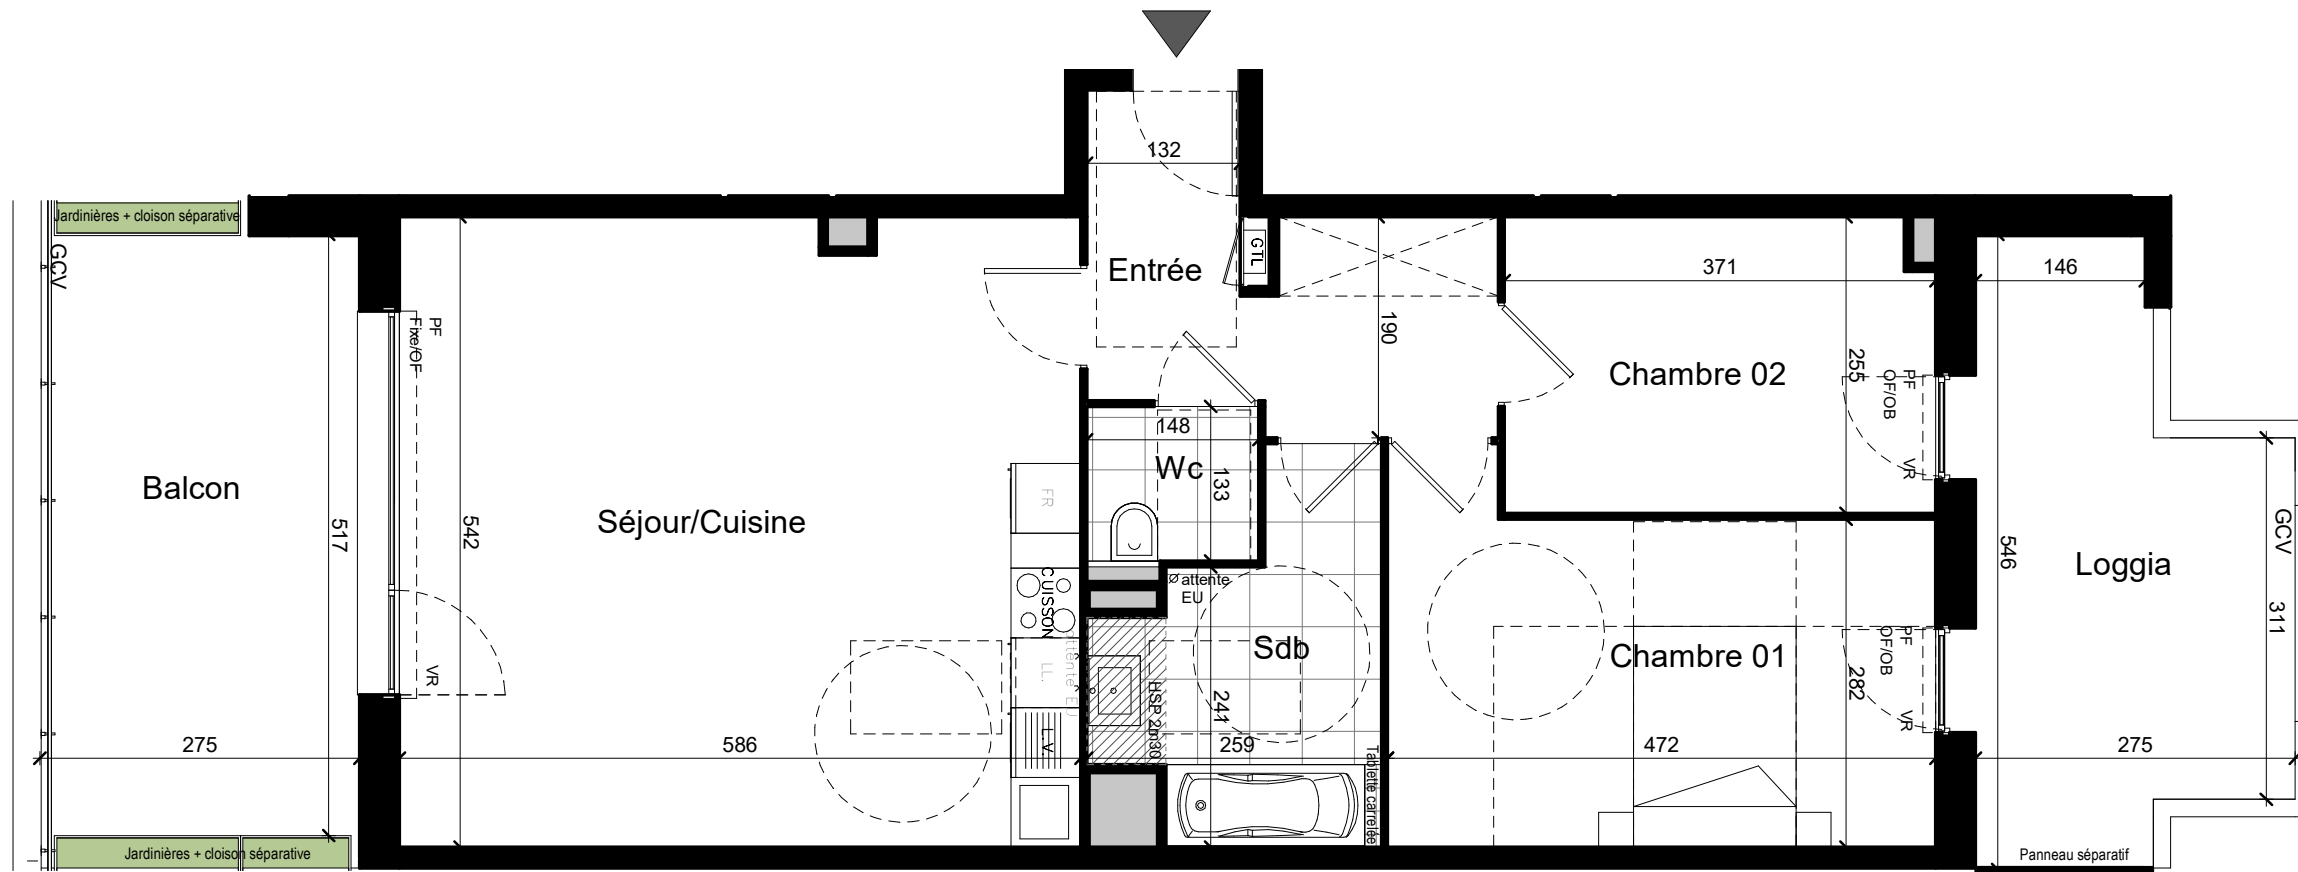 132
Jardinières + cloison séparative
GCV
Entrée
GTL
371
146
PF
Fixe/OF
190
Chambre 02
255
PF
OF/OB
VR
148
Wc
133
Balcon
517
542
Séjour/Cuisine
FR
CUISSON
attente
EU
546
Loggia
GCV
311
Sdb
Chambre 01
282
PF
OF/OB
VR
VR
LL.
attente EU
HSP 2m30
241
L.V.
275
586
259
472
275
Tablette carrelée
Jardinières + cloison séparative
Panneau séparatif